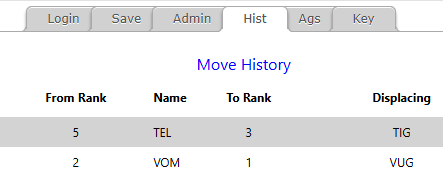 Login Save Admin Hist Ags Key
Move History
From Rank Name To Rank Displacing
5 TEL 3 TIG
2 VOM 1 VUG